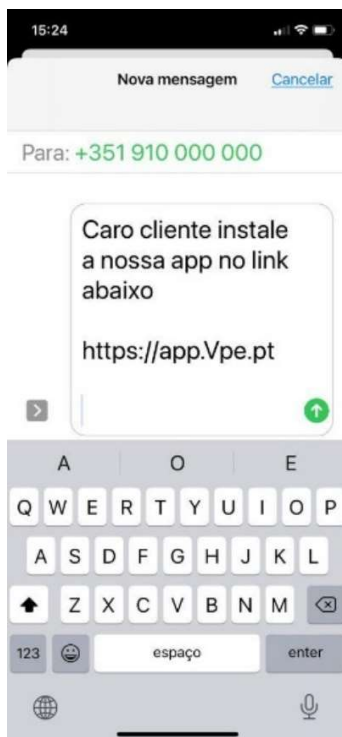 15:24
Nova mensagem Cancelar
Para: +351 910 000 000
Caro cliente instale
a nossa app no link
abaixo
https://app.Vpe.pt
A O E
Q W E R T Y U I O P
A S D F G H J K L
Z X C V B N M
123 espaço enter